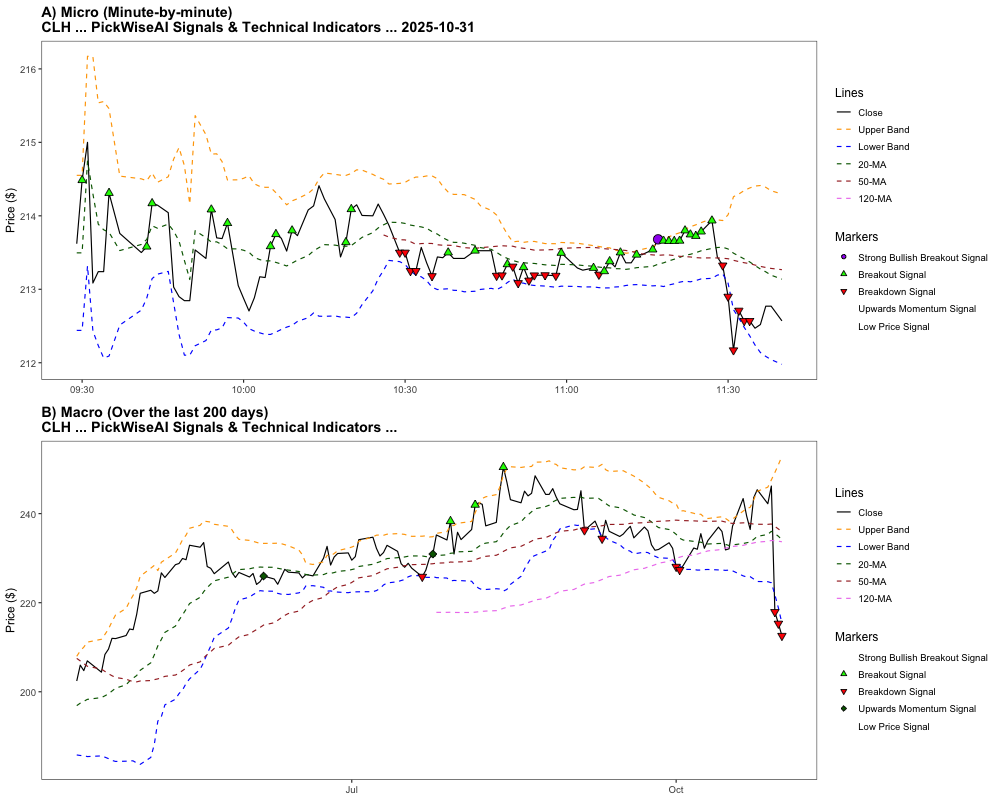 A) Micro (Minute-by-minute)
CLH ... PickWiseAI Signals & Technical Indicators ... 2025-10-31
216
215
214
213
212
Price ($)
09:30
10:00
10:30
11:00
11:30
Lines
Close
Upper Band
Lower Band
20-MA
50-MA
120-MA
Markers
Strong Bullish Breakout Signal
Breakout Signal
Breakdown Signal
Upwards Momentum Signal
Low Price Signal
B) Macro (Over the last 200 days)
CLH ... PickWiseAI Signals & Technical Indicators ...
240
220
200
Price ($)
Jul
Oct
Lines
Close
Upper Band
Lower Band
20-MA
50-MA
120-MA
Markers
Strong Bullish Breakout Signal
Breakout Signal
Breakdown Signal
Upwards Momentum Signal
Low Price Signal